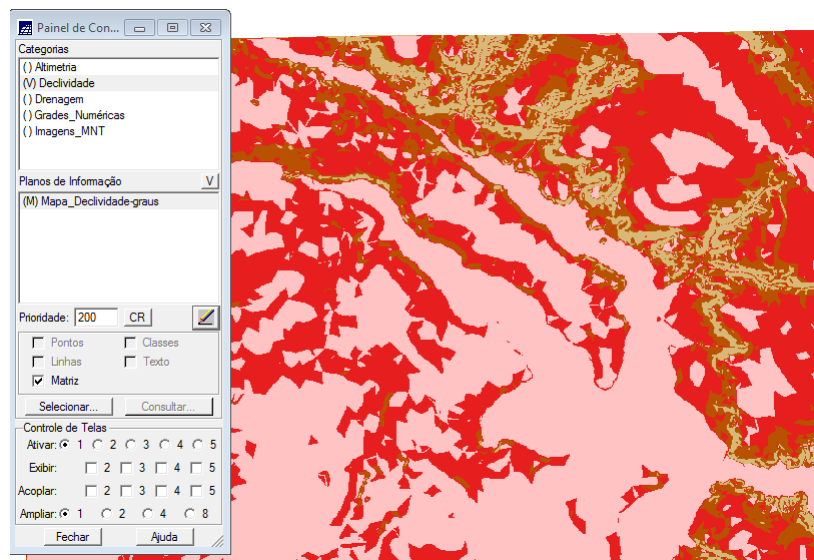 Painel de Con...
Categorias
( ) Altimetria
(V) Declividade
( ) Drenagem
( ) Grades_Numéricas
( ) Imagens_MNT
Planos de Informação V
(M) Mapa_Declividade-graus
Prioridade: 200 CR
Pontos Classes
Linhas Texto
Matriz
Selecionar... Consultar...
Controle de Telas
Ativar: 1 2 3 4 5
Exibir: 2 3 4 5
Acoplar: 2 3 4 5
Ampliar: 1 2 4 8
Fechar Ajuda